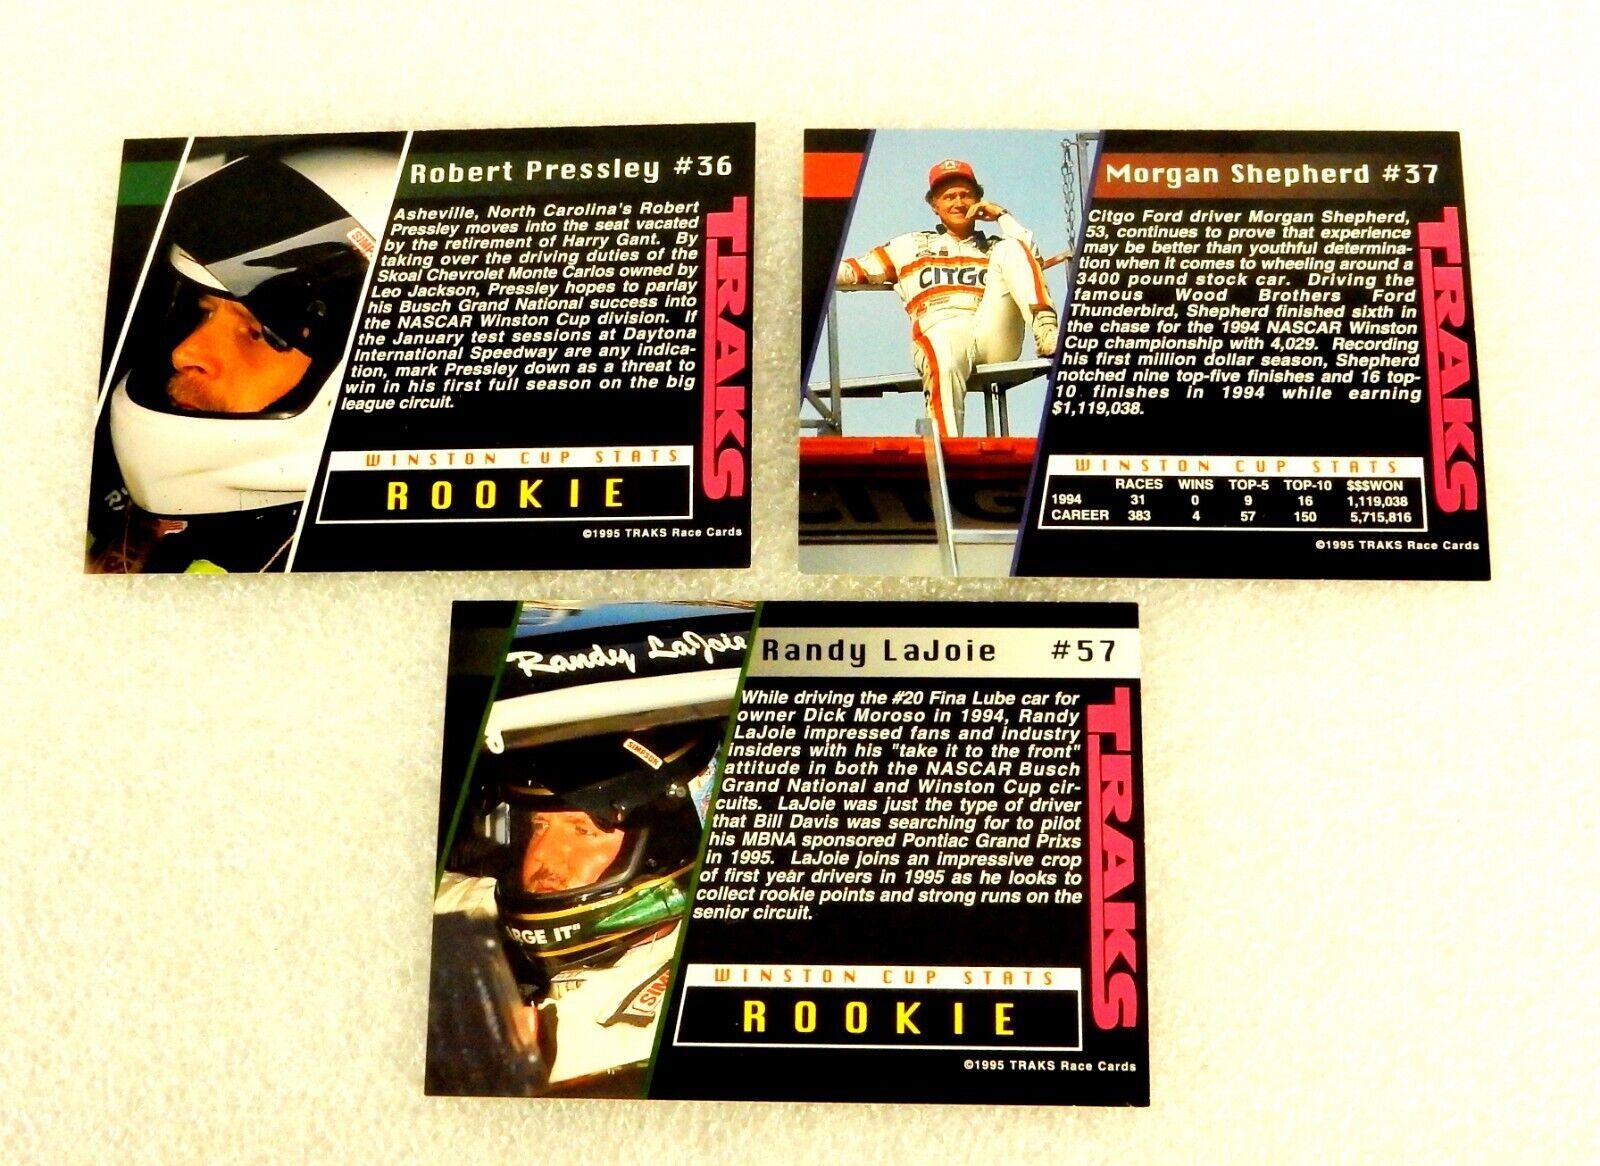 Robert Pressley #36
Asheville, North Carolina's Robert
Pressley moves into the seat vacated
by the retirement of Harry Gant. By
taking over the driving duties of the
Skoal Chevrolet Monte Carlos owned by
Leo Jackson, Pressley hopes to parlay
his Busch Grand National success into
the NASCAR Winston Cup division. If
the January test sessions at Daytona
International Speedway are any indica-
tion, mark Pressley down as a threat to
win in his first full season on the big
league circuit.
WINSTON CUP STATS
ROOKIE
©1995 TRAKS Race Cards
TRAKS
SIMPSON
Morgan Shepherd #37
Citgo Ford driver Morgan Shepherd,
53, continues to prove that experience
may be better than youthful determina-
tion when it comes to wheeling around a
3400 pound stock car. Driving the
famous Wood Brothers Ford
Thunderbird, Shepherd finished sixth in
the chase for the 1994 NASCAR Winston
Cup championship with 4,029. Recording
his first million dollar season, Shepherd
notched nine top-five finishes and 16 top-
10 finishes in 1994 while earning
$1,119,038.
WINSTON CUP STATS
RACES WINS TOP-5 TOP-10 $$$WON
1994 31 0 9 16 1,119,038
CAREER 383 4 57 150 5,715,816
©1995 TRAKS Race Cards
TRAKS
CITGO
CITGO
Randy LaJoie #57
While driving the #20 Fina Lube car for
owner Dick Moroso in 1994, Randy
LaJoie impressed fans and industry
insiders with his "take it to the front"
attitude in both the NASCAR Busch
Grand National and Winston Cup cir-
cuits. LaJoie was just the type of driver
that Bill Davis was searching for to pilot
his MBNA sponsored Pontiac Grand Prixs
in 1995. LaJoie joins an impressive crop
of first year drivers in 1995 as he looks to
collect rookie points and strong runs on the
senior circuit.
WINSTON CUP STATS
ROOKIE
©1995 TRAKS Race Cards
TRAKS
Randy LaJoie
SIMPSON
ARGE IT"
SIM